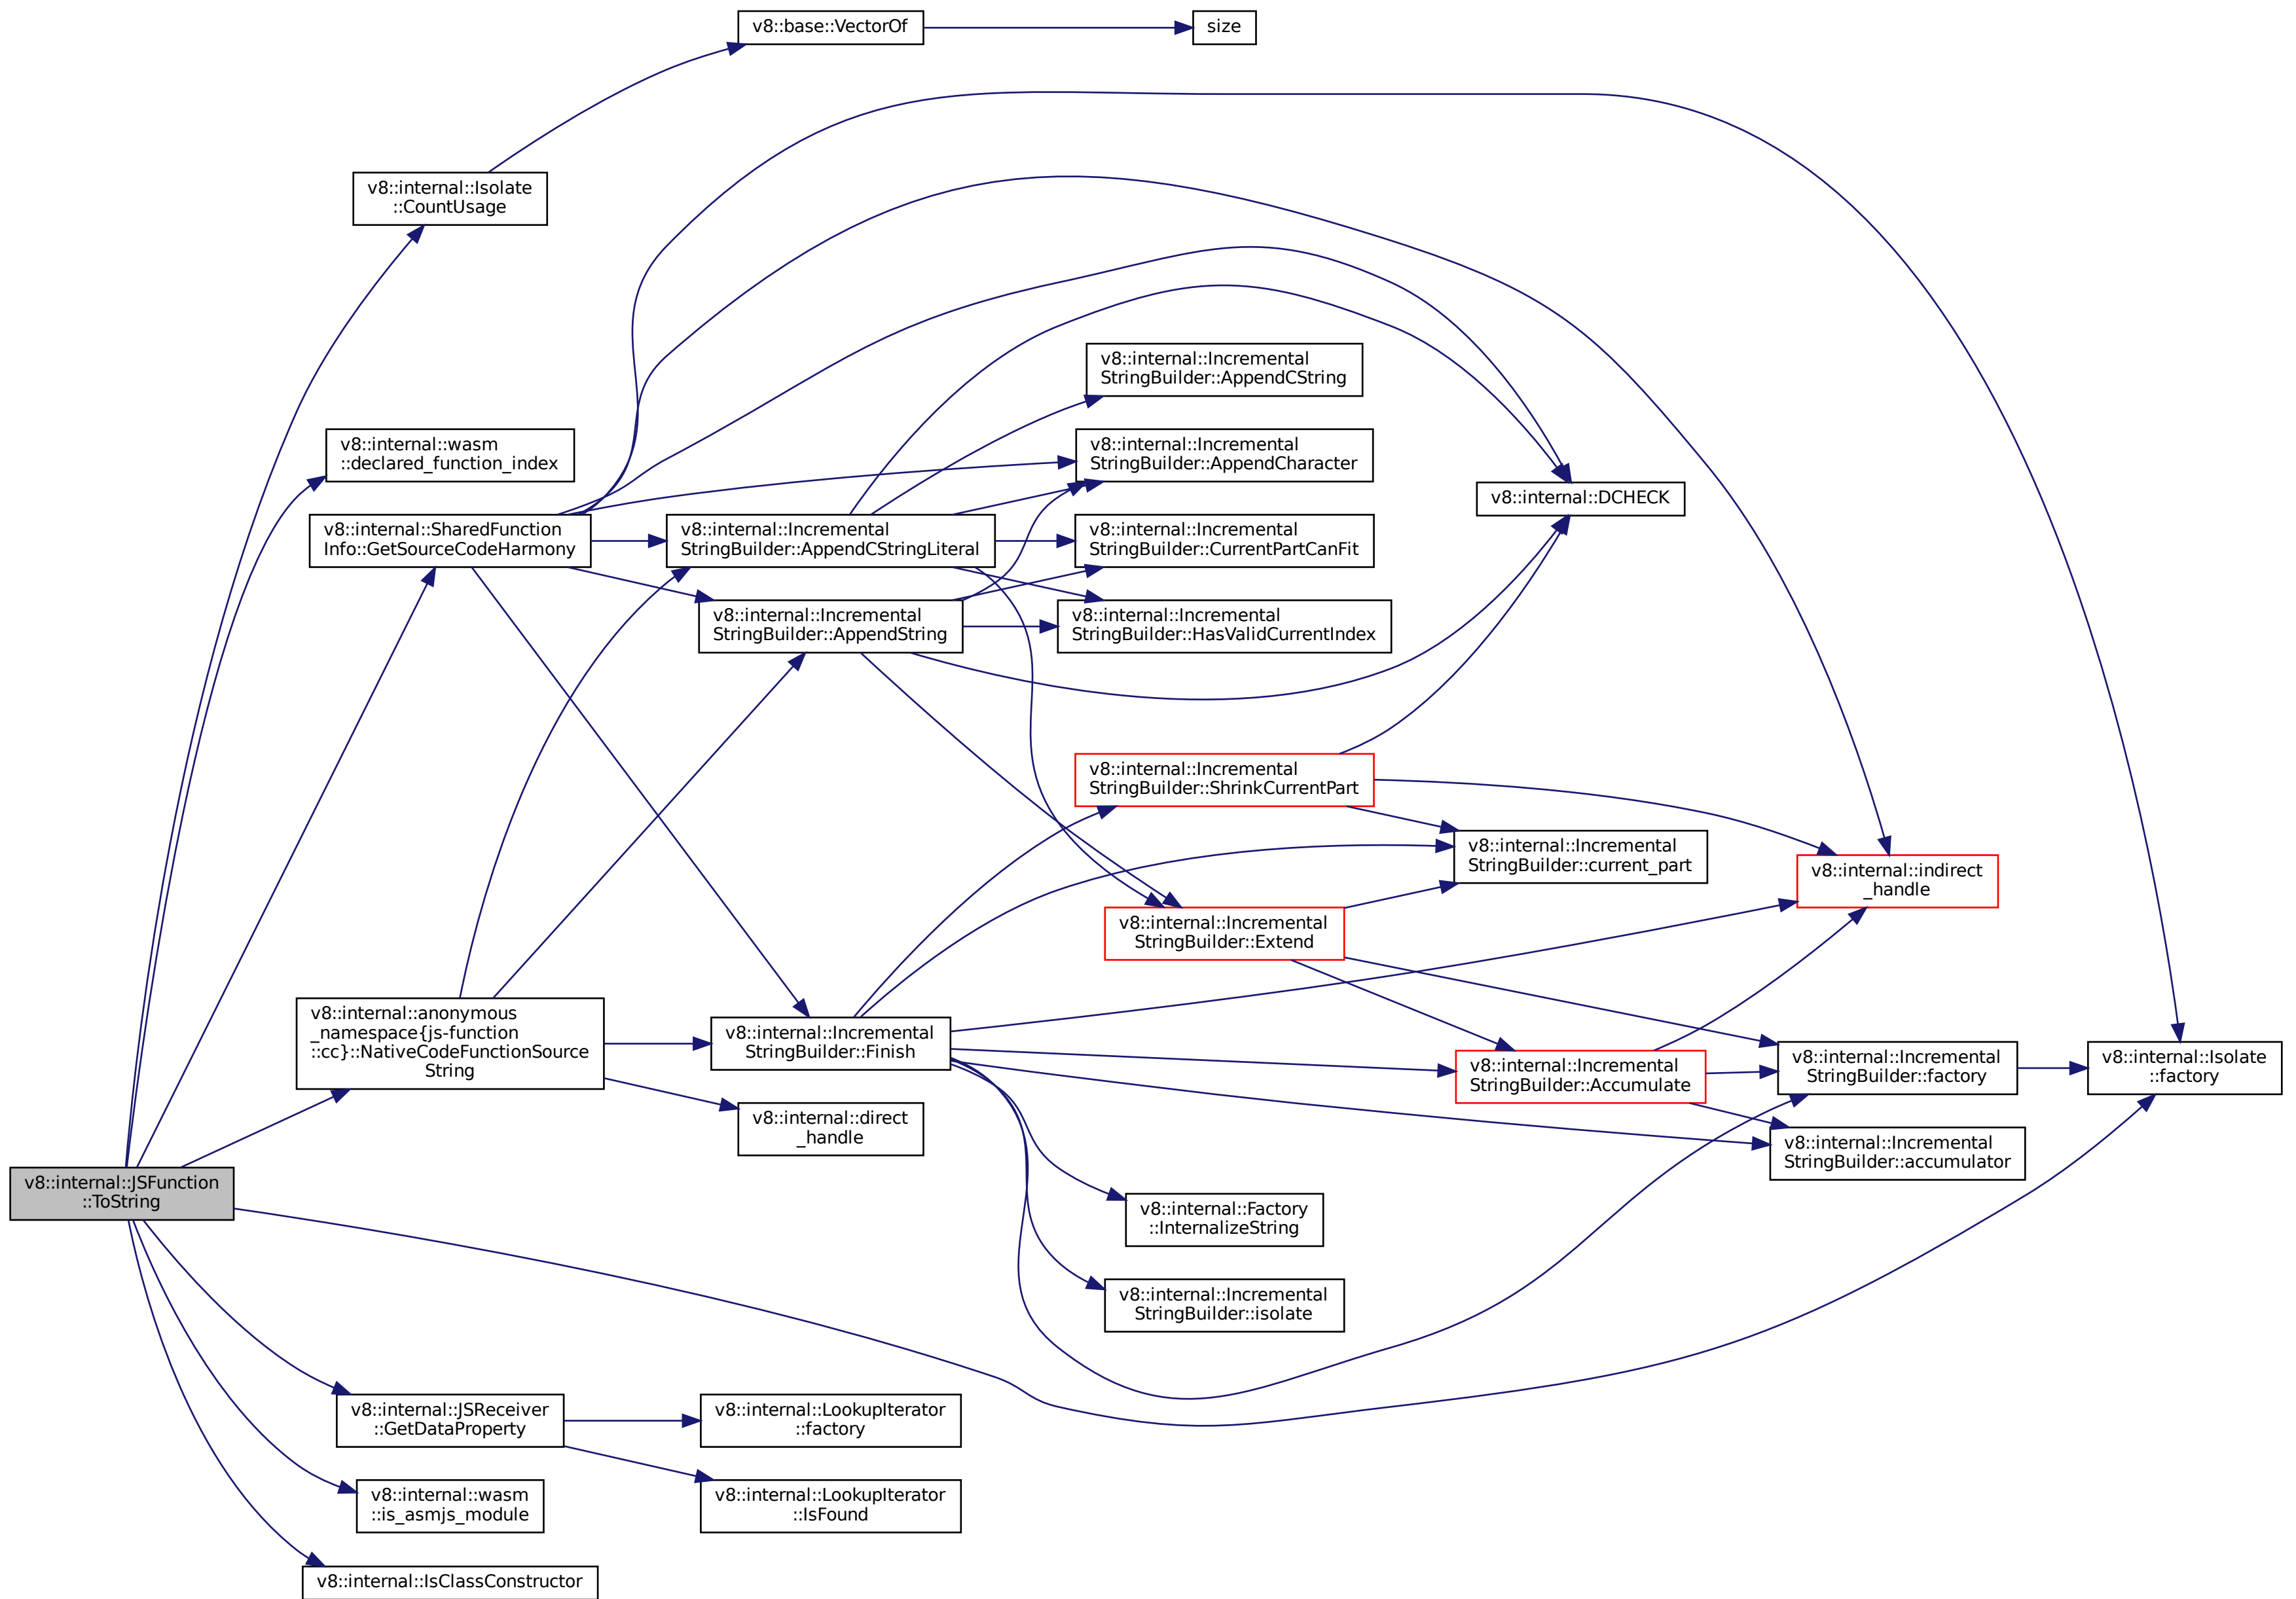 v8::base::VectorOf
size
v8::internal::Isolate
::CountUsage
v8::internal::Incremental
StringBuilder::AppendCString
v8::internal::wasm
::declared_function_index
v8::internal::Incremental
StringBuilder::AppendCharacter
v8::internal::DCHECK
v8::internal::SharedFunction
Info::GetSourceCodeHarmony
v8::internal::Incremental
StringBuilder::AppendCStringLiteral
v8::internal::Incremental
StringBuilder::CurrentPartCanFit
v8::internal::Incremental
StringBuilder::AppendString
v8::internal::Incremental
StringBuilder::HasValidCurrentIndex
v8::internal::Incremental
StringBuilder::ShrinkCurrentPart
v8::internal::Incremental
StringBuilder::current_part
v8::internal::indirect
_handle
v8::internal::Incremental
StringBuilder::Extend
v8::internal::anonymous
_namespace{js-function
::cc}::NativeCodeFunctionSource
String
v8::internal::Incremental
StringBuilder::Finish
v8::internal::Incremental
StringBuilder::Accumulate
v8::internal::Incremental
StringBuilder::factory
v8::internal::Isolate
::factory
v8::internal::direct
_handle
v8::internal::Incremental
StringBuilder::accumulator
v8::internal::JSFunction
::ToString
v8::internal::Factory
::InternalizeString
v8::internal::Incremental
StringBuilder::isolate
v8::internal::JSReceiver
::GetDataProperty
v8::internal::LookupIterator
::factory
v8::internal::wasm
::is_asmjs_module
v8::internal::LookupIterator
::IsFound
v8::internal::IsClassConstructor